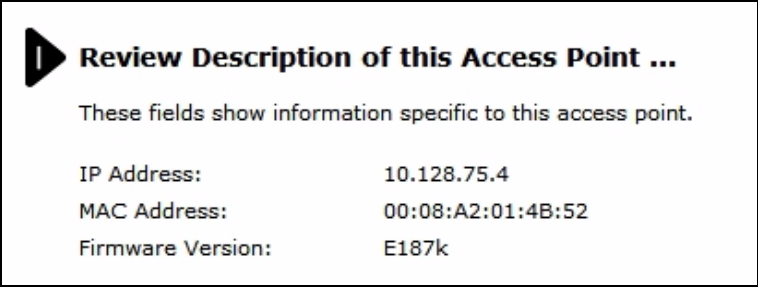 Review Description of this Access Point ...
These fields show information specific to this access point.
IP Address: 10.128.75.4
MAC Address: 00:08:A2:01:4B:52
Firmware Version: E187k